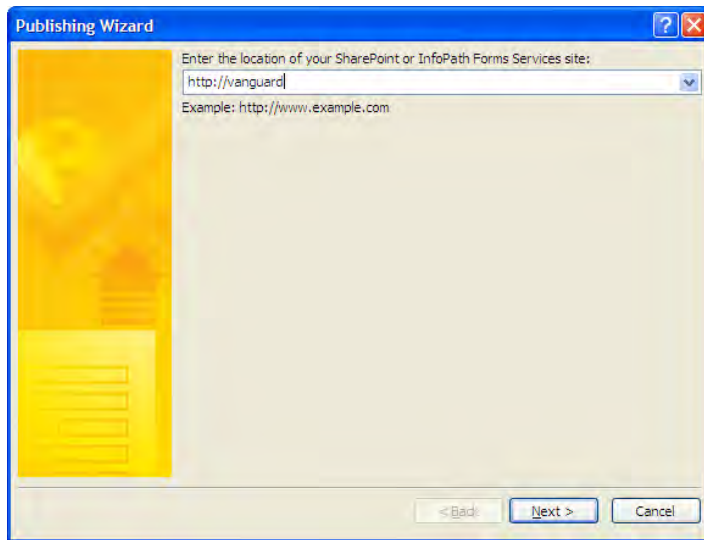 Publishing Wizard
Enter the location of your SharePoint or InfoPath Forms Services site:
http://vanguard
Example: http://www.example.com
< Back
Next >
Cancel